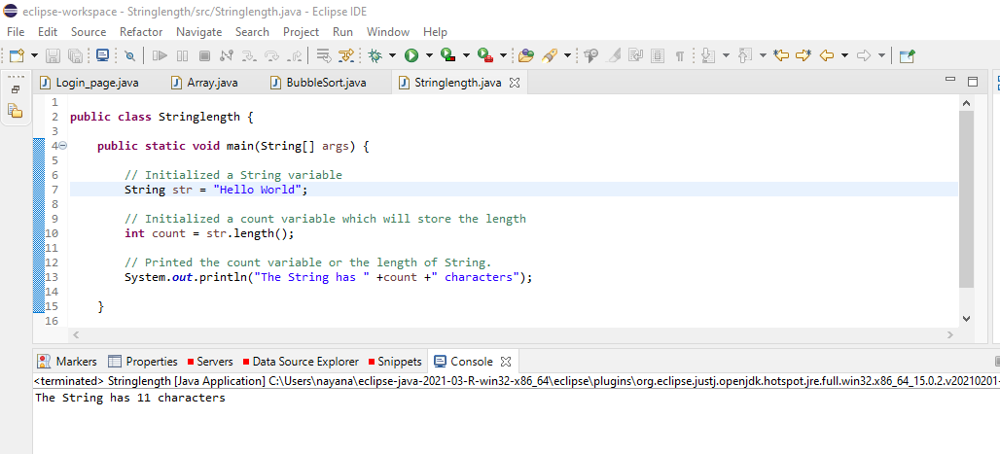 eclipse-workspace - Stringlength/src/Stringlength.java - Eclipse IDE
File Edit Source Refactor Navigate Search Project Run Window Help
Login_page.java Array.java BubbleSort.java Stringlength.java
1
2 public class Stringlength {
3
4 public static void main(String[] args) {
5
6 // Initialized a String variable
7 String str = "Hello World";
8
9 // Initialized a count variable which will store the length
10 int count = str.length();
11
12 // Printed the count variable or the length of String.
13 System.out.println("The String has " +count +" characters");
14
15 }
16
Markers Properties Servers Data Source Explorer Snippets Console
<terminated> Stringlength [Java Application] C:\Users\nayana\eclipse-java-2021-03-R-win32-x86_64\eclipse\plugins\org.eclipse.justj.openjdk.hotspot.jre.full.win32.x86_64_15.0.2.v20210201-
The String has 11 characters